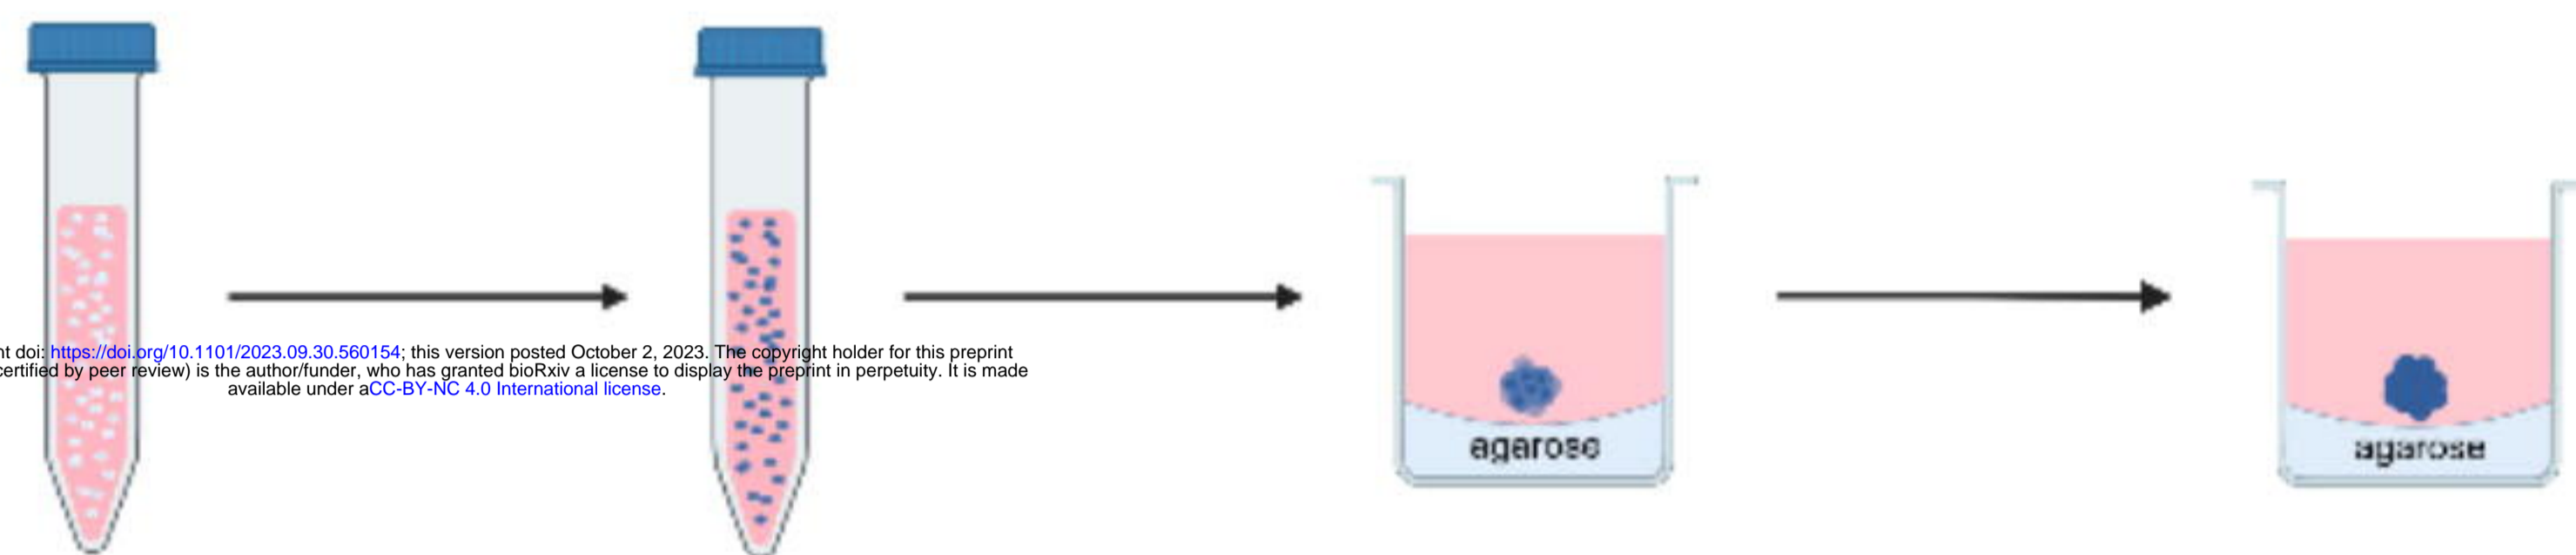 nt doi: https://doi.org/10.1101/2023.09.30.560154; this version posted October 2, 2023. The copyright holder for this preprint
certified by peer review) is the author/funder, who has granted bioRxiv a license to display the preprint in perpetuity. It is made
available under aCC-BY-NC 4.0 International license.
agarose
agarose